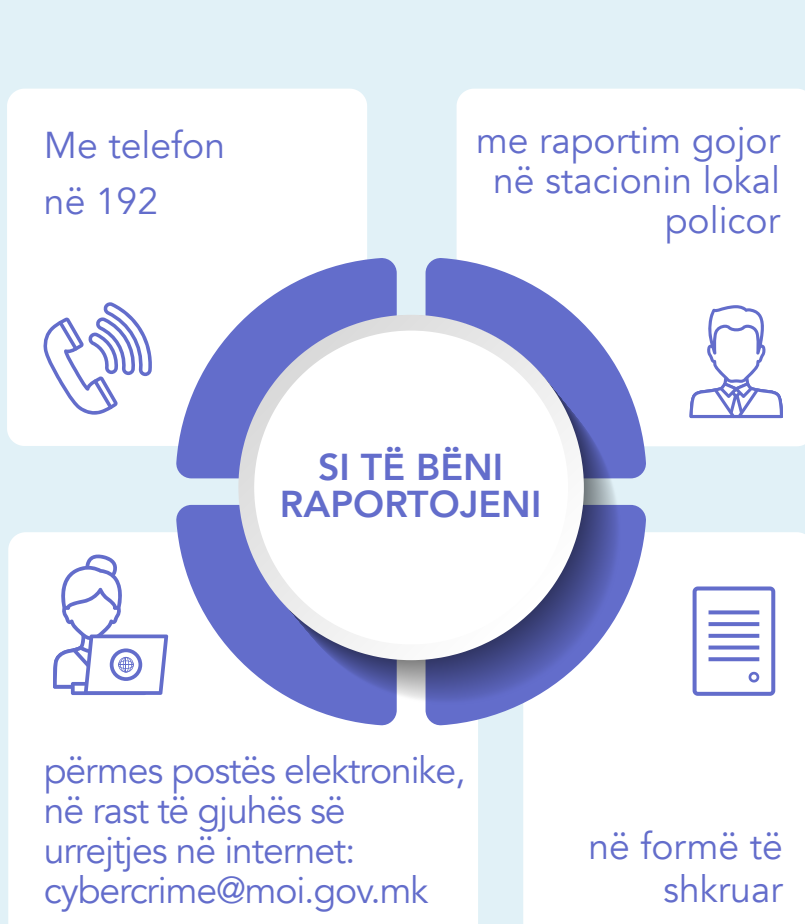 Me telefon
në 192
me raportim gojor
në stacionin lokal
policor
SI TË BËNI
RAPORTOJENI
përmes postës elektronike,
në rast të gjuhës së
urrejtjes në internet:
cybercrime@moi.gov.mk
në formë të
shkruar